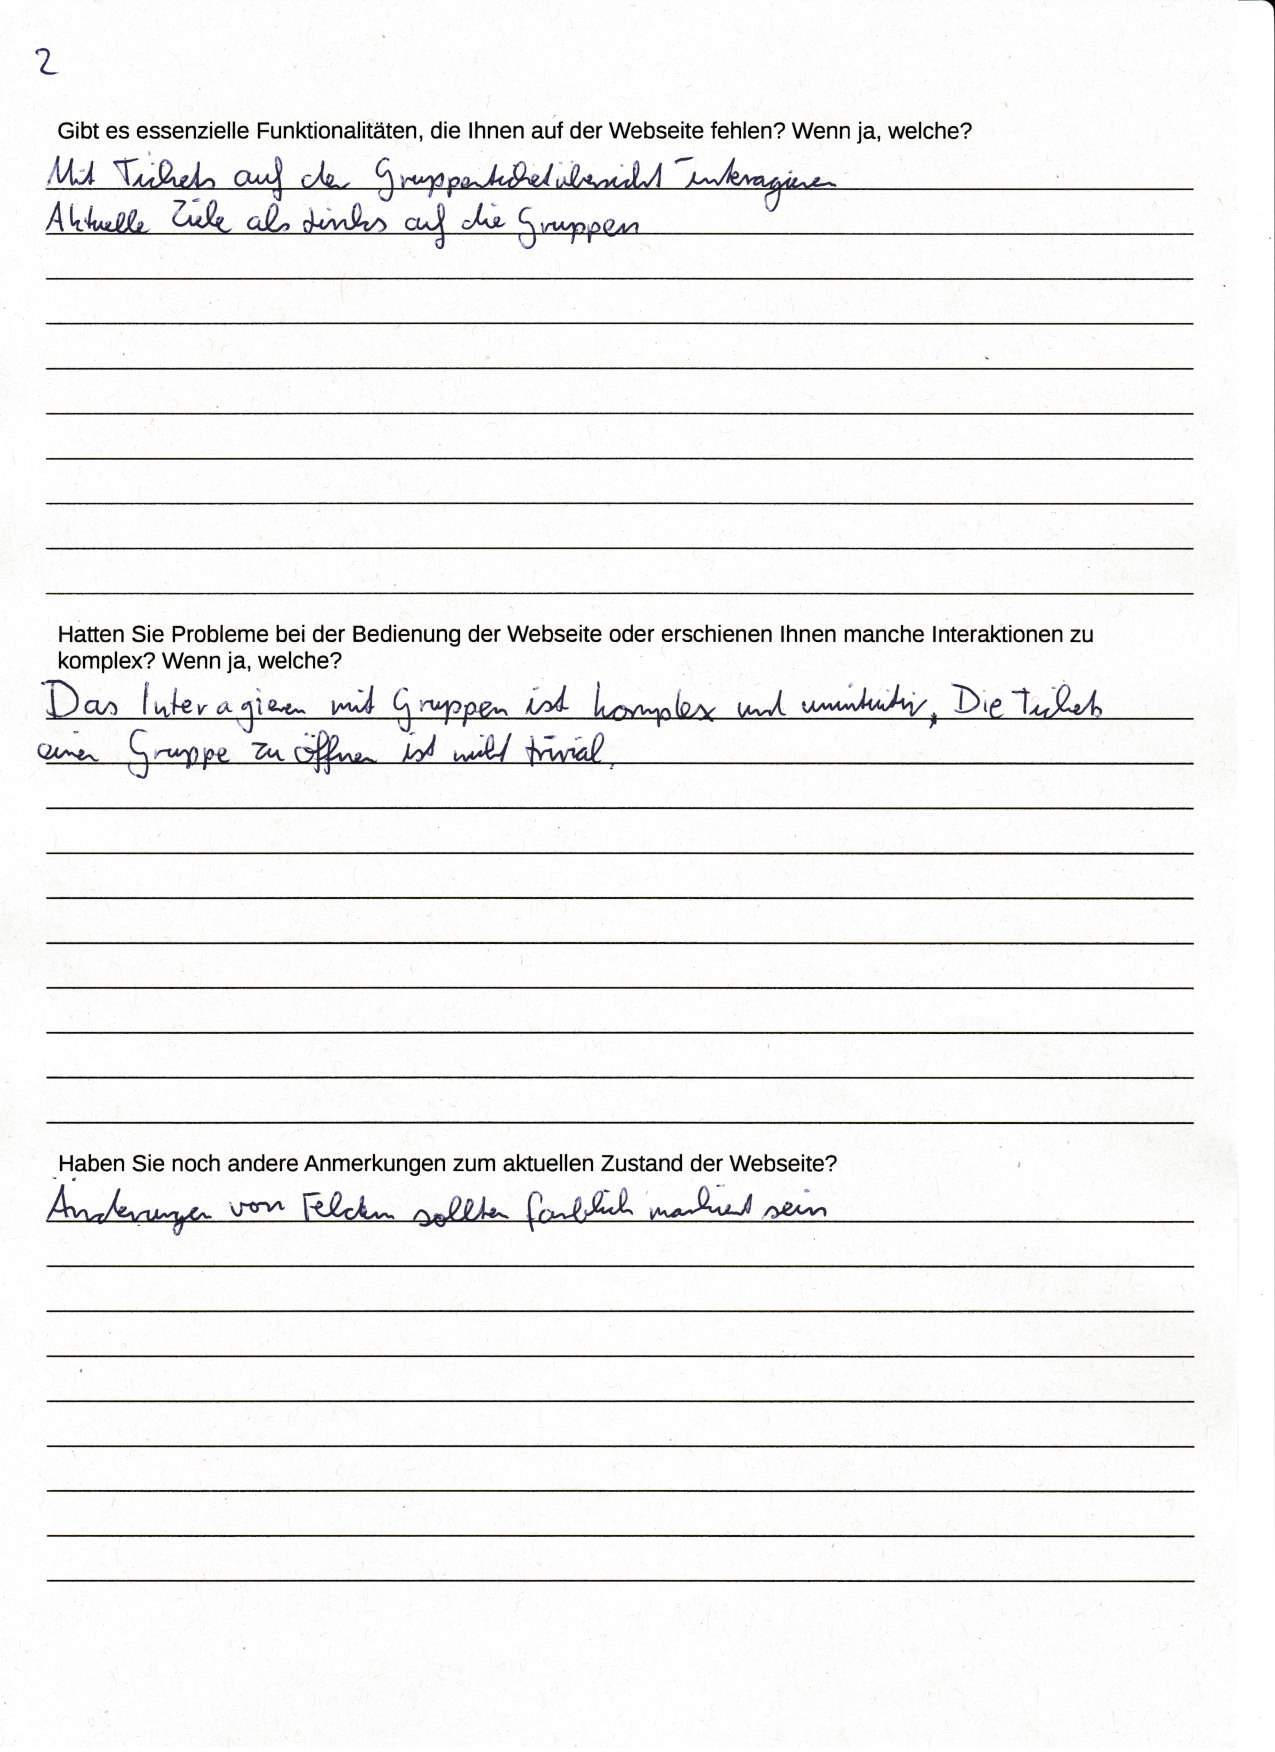 2
Gibt es essenzielle Funktionalitäten, die Ihnen auf der Webseite fehlen? Wenn ja, welche?
Mit Tickets auf der Gruppenticketübersicht interagieren
Aktuelle Ziele als Links auf die Gruppen
Hatten Sie Probleme bei der Bedienung der Webseite oder erschienen Ihnen manche Interaktionen zu
komplex? Wenn ja, welche?
Das Interagieren mit Gruppen ist komplex und unintuitiv, Die Tickets
einer Gruppe zu öffnen ist nicht trivial.
Haben Sie noch andere Anmerkungen zum aktuellen Zustand der Webseite?
Änderungen von Feldern sollten farblich markiert sein